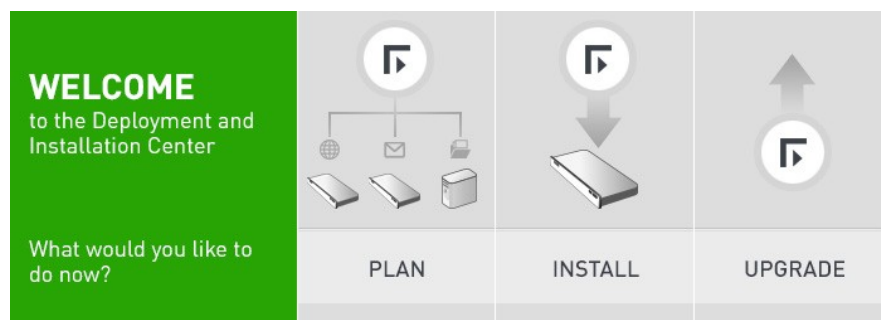 WELCOME
to the Deployment and
Installation Center
What would you like to
do now?
PLAN
INSTALL
UPGRADE